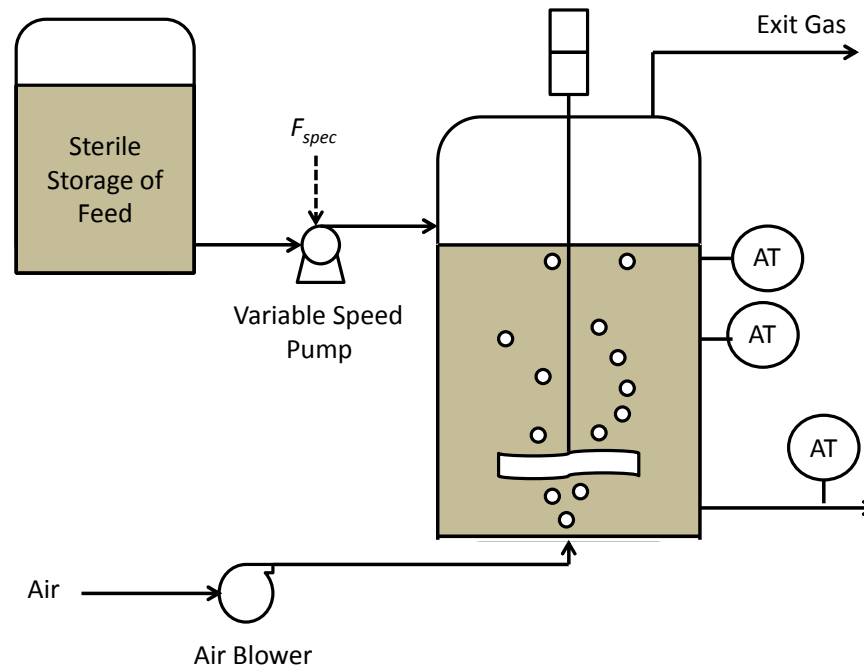 Exit Gas
Sterile
Storage of
Feed
F_spec
Variable Speed
Pump
AT
AT
AT
Air
Air Blower